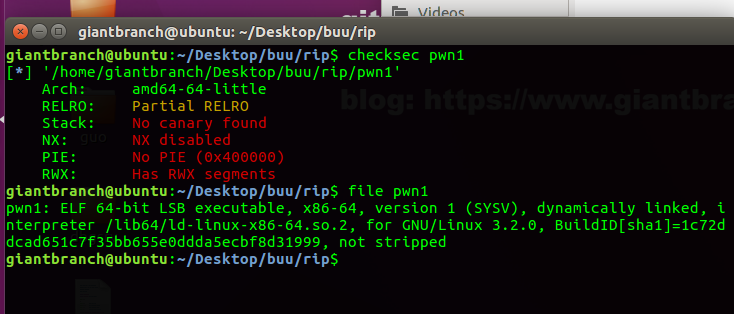 Videos
giantbranch@ubuntu: ~/Desktop/buu/rip
giantbranch@ubuntu:~/Desktop/buu/rip$ checksec pwn1
[*] '/home/giantbranch/Desktop/buu/rip/pwn1'
Arch: amd64-64-little
RELRO: Partial RELRO
blog: https://www.giantbra
Stack: No canary found
NX: NX disabled
PIE: No PIE (0x400000)
RWX: Has RWX segments
giantbranch@ubuntu:~/Desktop/buu/rip$ file pwn1
pwn1: ELF 64-bit LSB executable, x86-64, version 1 (SYSV), dynamically linked, i
nterpreter /lib64/ld-linux-x86-64.so.2, for GNU/Linux 3.2.0, BuildID[sha1]=1c72d
dcad651c7f35bb655e0ddda5ecbf8d31999, not stripped
giantbranch@ubuntu:~/Desktop/buu/rip$